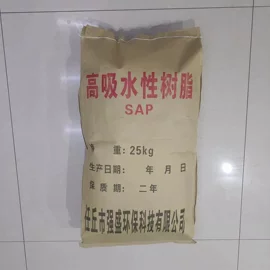 高吸水性树脂
SAP
重:25kg
生产日期: 年 月 日
保质期: 二年
任丘市强盛环保科技有限公司